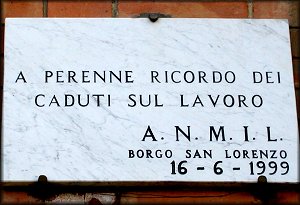 A PERENNE RICORDO DEI
CADUTI SUL LAVORO
A.N.M.I.L.
BORGO SAN LORENZO
16-6-1999